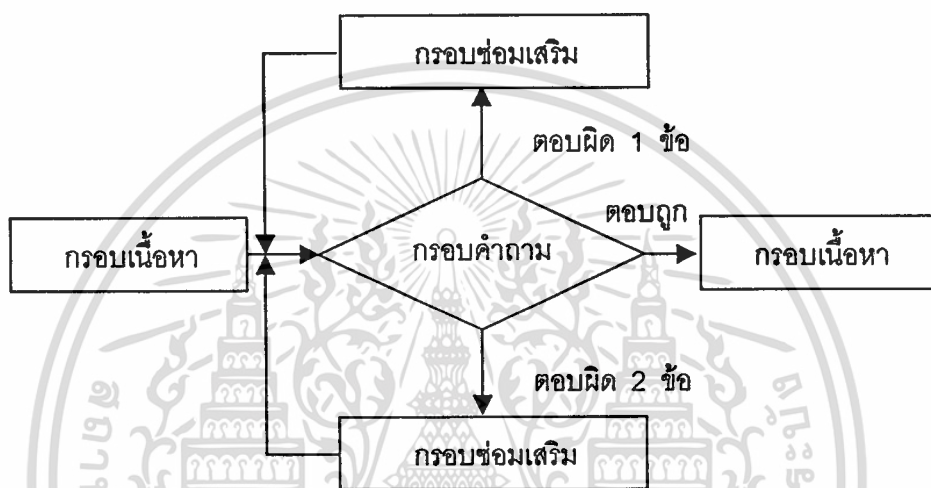 กรอบซ่อมเสริม
ตอบผิด 1 ข้อ
กรอบเนื้อหา
กรอบคำถาม
ตอบถูก
กรอบเนื้อหา
ตอบผิด 2 ข้อ
กรอบซ่อมเสริม